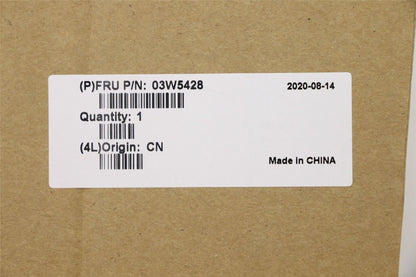 (P)FRU P/N: 03W5428 2020-08-14
Quantity: 1
(4L)Origin: CN
Made in CHINA